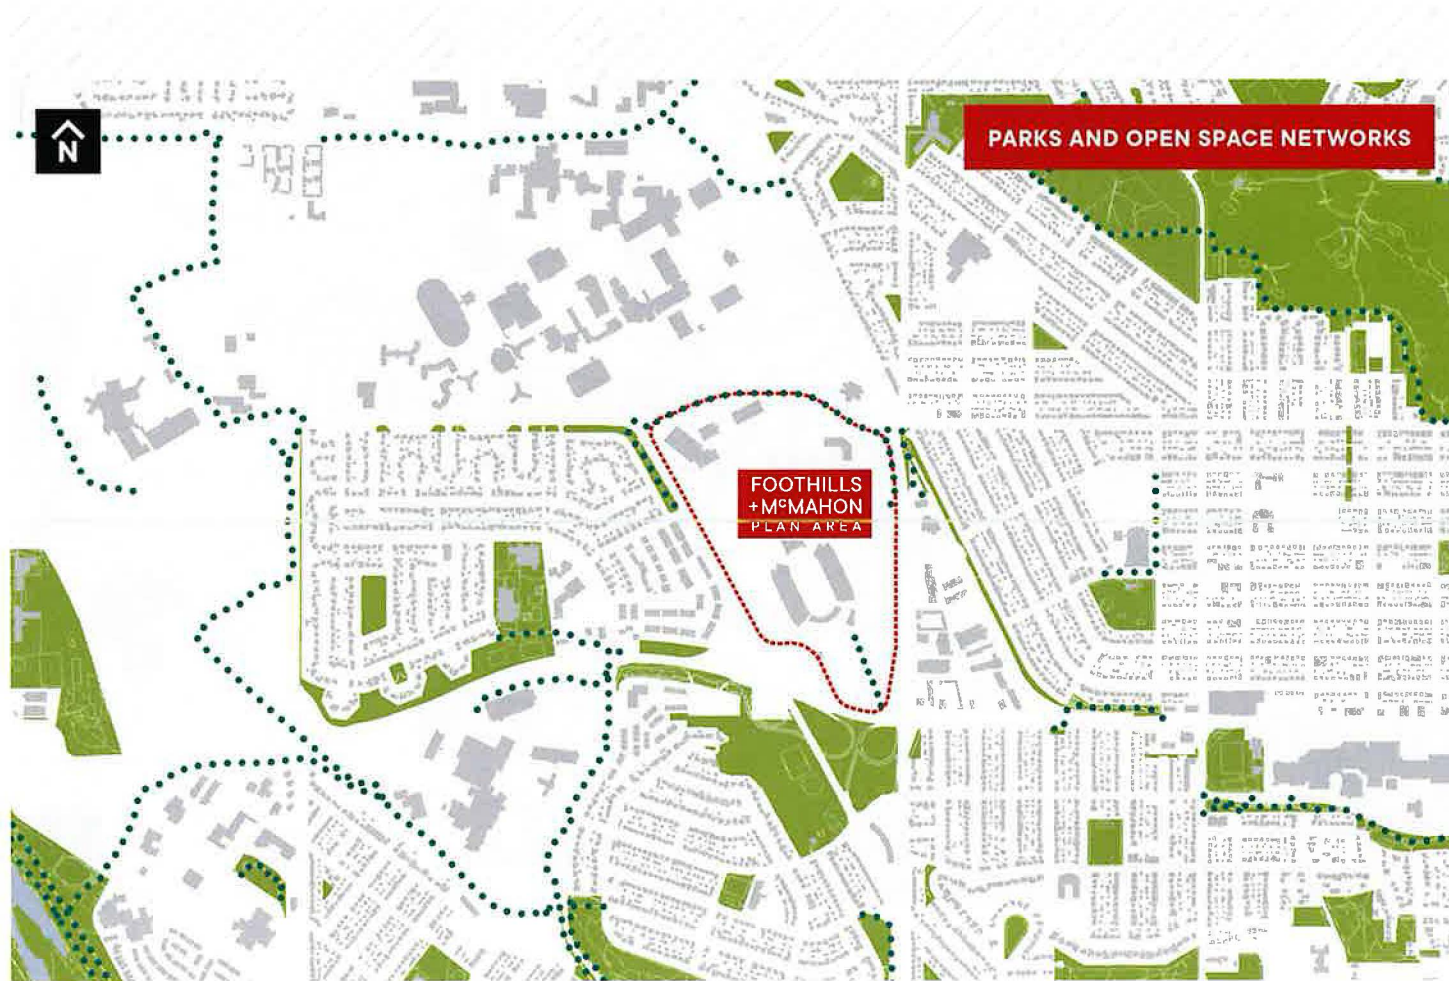 N
PARKS AND OPEN SPACE NETWORKS
FOOTHILLS
+McMAHON
PLAN AREA